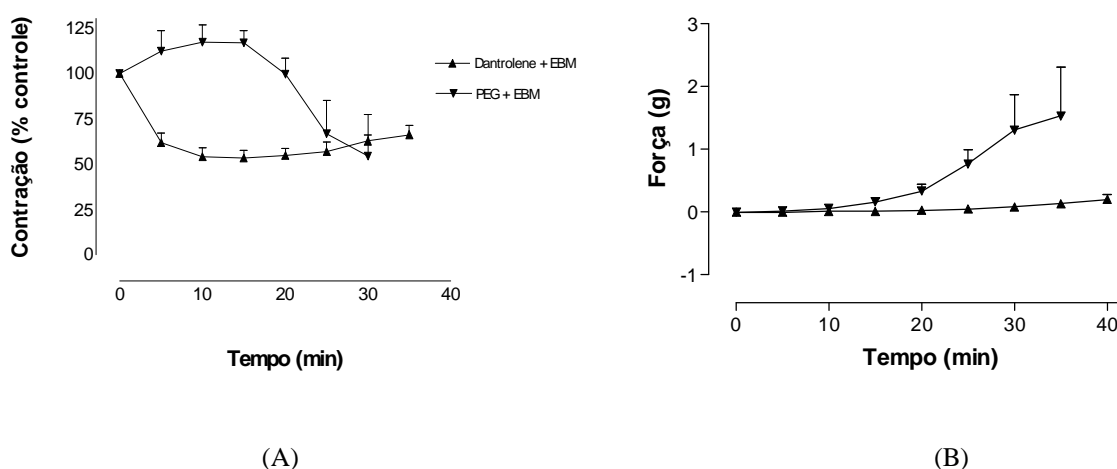 Contração (% controle)
125
100
75
50
25
0
0 10 20 30 40
Tempo (min)
Dantrolene + EBM
PEG + EBM
(A)
Força (g)
3
2
1
0
-1
0 10 20 30 40
Tempo (min)
(B)